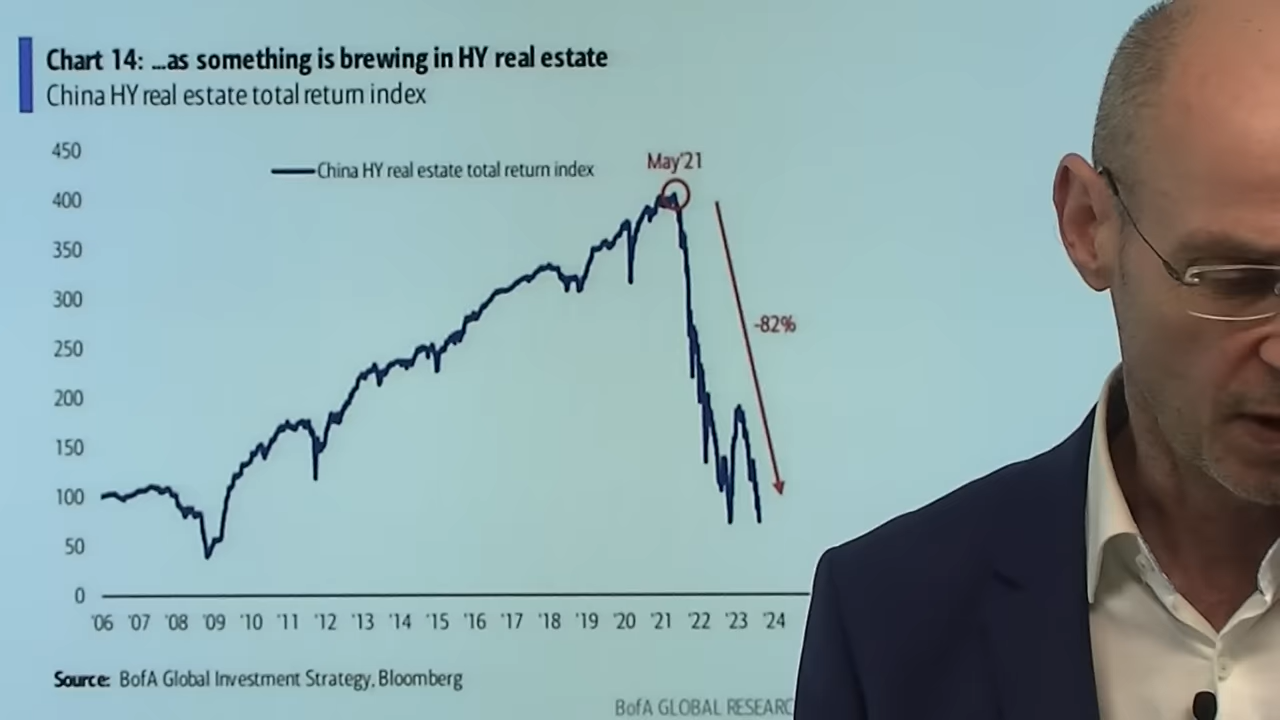 Chart 14: ...as something is brewing in HY real estate
China HY real estate total return index
450
400
350
300
250
200
150
100
50
0
China HY real estate total return index
May'21
-82%
'06 '07 '08 '09 '10 '11 '12 '13 '14 '15 '16 '17 '18 '19 '20 '21 '22 '23 '24
Source: BofA Global Investment Strategy, Bloomberg
BofA GLOBAL RESEARC